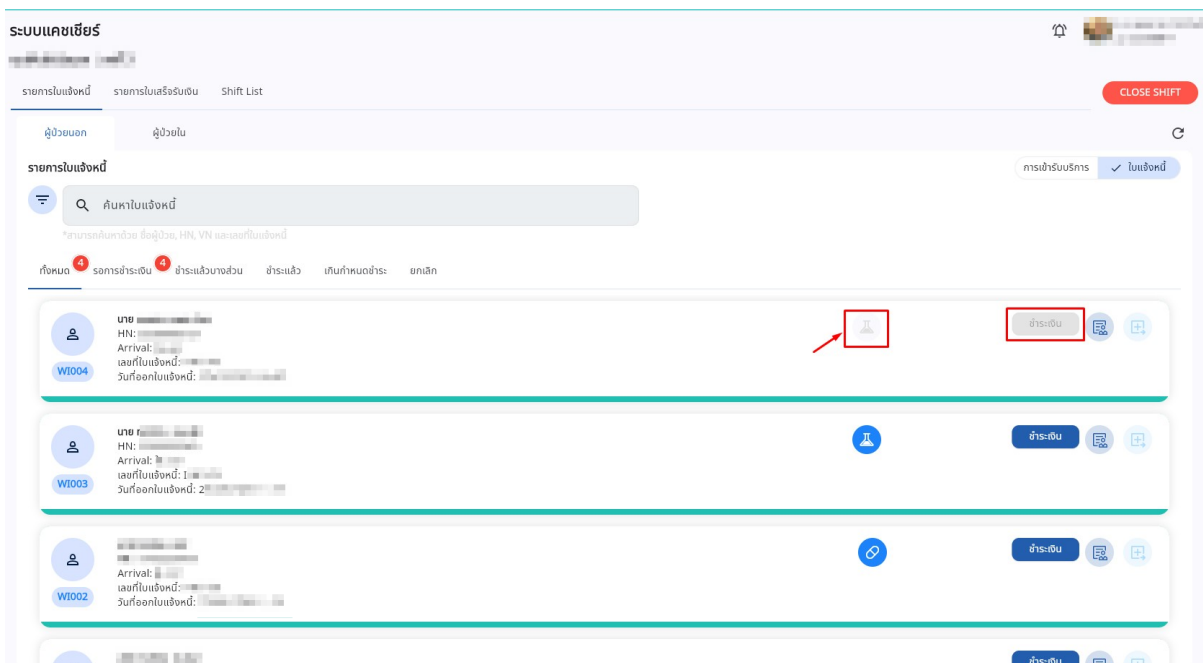 ระบบแคชเชียร์
รายการใบแจ้งหนี้ รายการใบเสร็จรับเงิน Shift List CLOSE SHIFT
ผู้ป่วยนอก ผู้ป่วยใน
รายการใบแจ้งหนี้ การเข้ารับบริการ ใบแจ้งหนี้
ค้นหาใบแจ้งหนี้
*สามารถค้นหาด้วย ชื่อผู้ป่วย, HN, VN และเลขที่ใบแจ้งหนี้
ทั้งหมด 4 รอการชำระเงิน 4 ชำระแล้วบางส่วน ชำระแล้ว เกินกำหนดชำระ ยกเลิก
นาย
HN:
Arrival:
เลขที่ใบแจ้งหนี้:
วันที่ออกใบแจ้งหนี้:
WI004
ชำระเงิน
นาย
HN:
Arrival:
เลขที่ใบแจ้งหนี้: I
วันที่ออกใบแจ้งหนี้: 2
WI003
ชำระเงิน
Arrival:
เลขที่ใบแจ้งหนี้:
วันที่ออกใบแจ้งหนี้:
WI002
ชำระเงิน
ชำระเงิน